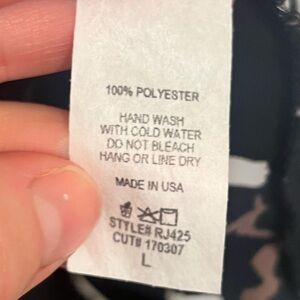 100% POLYESTER
HAND WASH
WITH COLD WATER
DO NOT BLEACH
HANG OR LINE DRY
MADE IN USA
STYLE# RJ425
CUT# 170307
L